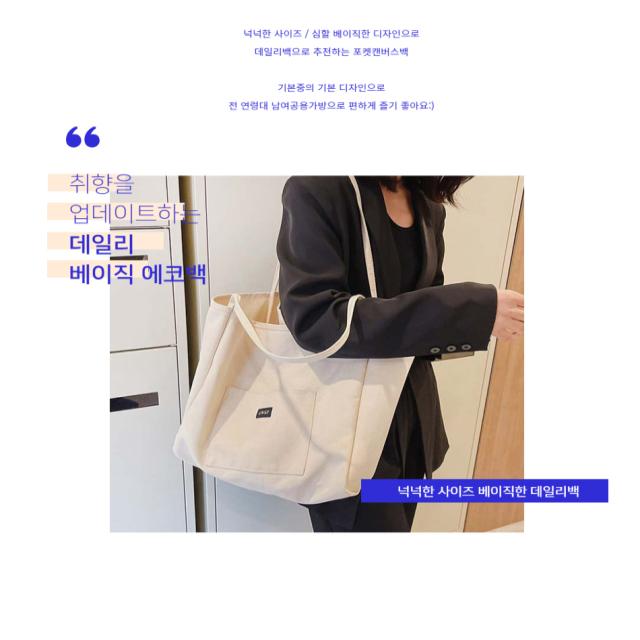 넉넉한 사이즈 / 심할 베이직한 디자인으로
데일리백으로 추천하는 포켓캔버스백
기본중의 기본 디자인으로
전 연령대 남여공용가방으로 편하게 즐기 좋아요:)
취향을
업데이트하는
데일리
베이직 에코백
넉넉한 사이즈 베이직한 데일리백